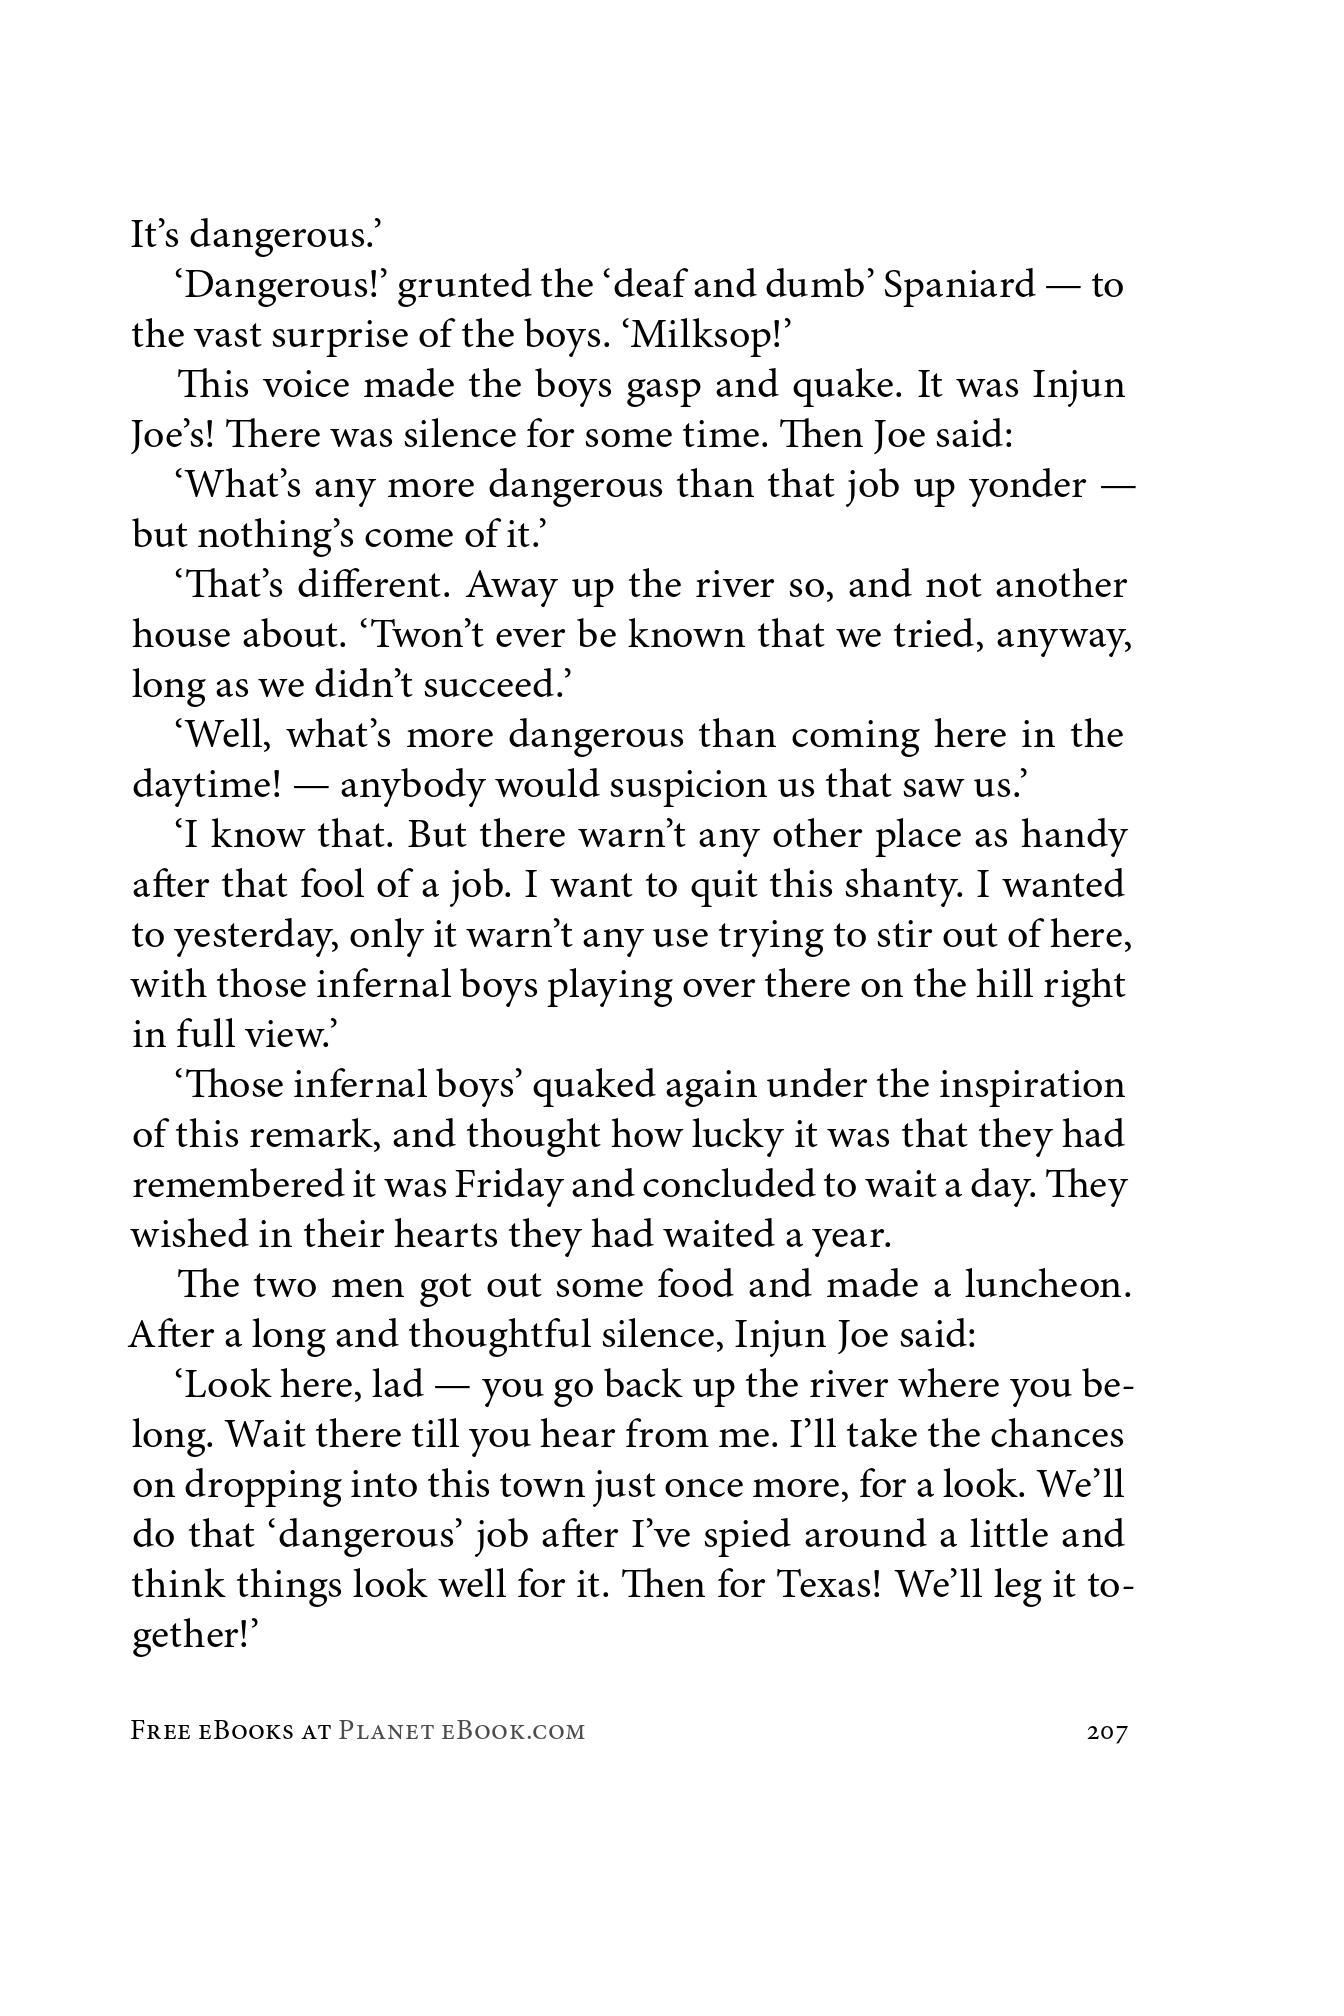 It’s dangerous.’
‘Dangerous!’ grunted the ‘deaf and dumb’ Spaniard — to
the vast surprise of the boys. ‘Milksop!’
This voice made the boys gasp and quake. It was Injun
Joe’s! There was silence for some time. Then Joe said:
‘What’s any more dangerous than that job up yonder —
but nothing’s come of it.’
‘That’s different. Away up the river so, and not another
house about. ‘Twon’t ever be known that we tried, anyway,
long as we didn’t succeed.’
‘Well, what’s more dangerous than coming here in the
daytime! — anybody would suspicion us that saw us.’
‘I know that. But there warn’t any other place as handy
after that fool of a job. I want to quit this shanty. I wanted
to yesterday, only it warn’t any use trying to stir out of here,
with those infernal boys playing over there on the hill right
in full view.’
‘Those infernal boys’ quaked again under the inspiration
of this remark, and thought how lucky it was that they had
remembered it was Friday and concluded to wait a day. They
wished in their hearts they had waited a year.
The two men got out some food and made a luncheon.
After a long and thoughtful silence, Injun Joe said:
‘Look here, lad — you go back up the river where you be-
long. Wait there till you hear from me. I’ll take the chances
on dropping into this town just once more, for a look. We’ll
do that ‘dangerous’ job after I’ve spied around a little and
think things look well for it. Then for Texas! We’ll leg it to-
gether!’
Free eBooks at Planet eBook.com 207